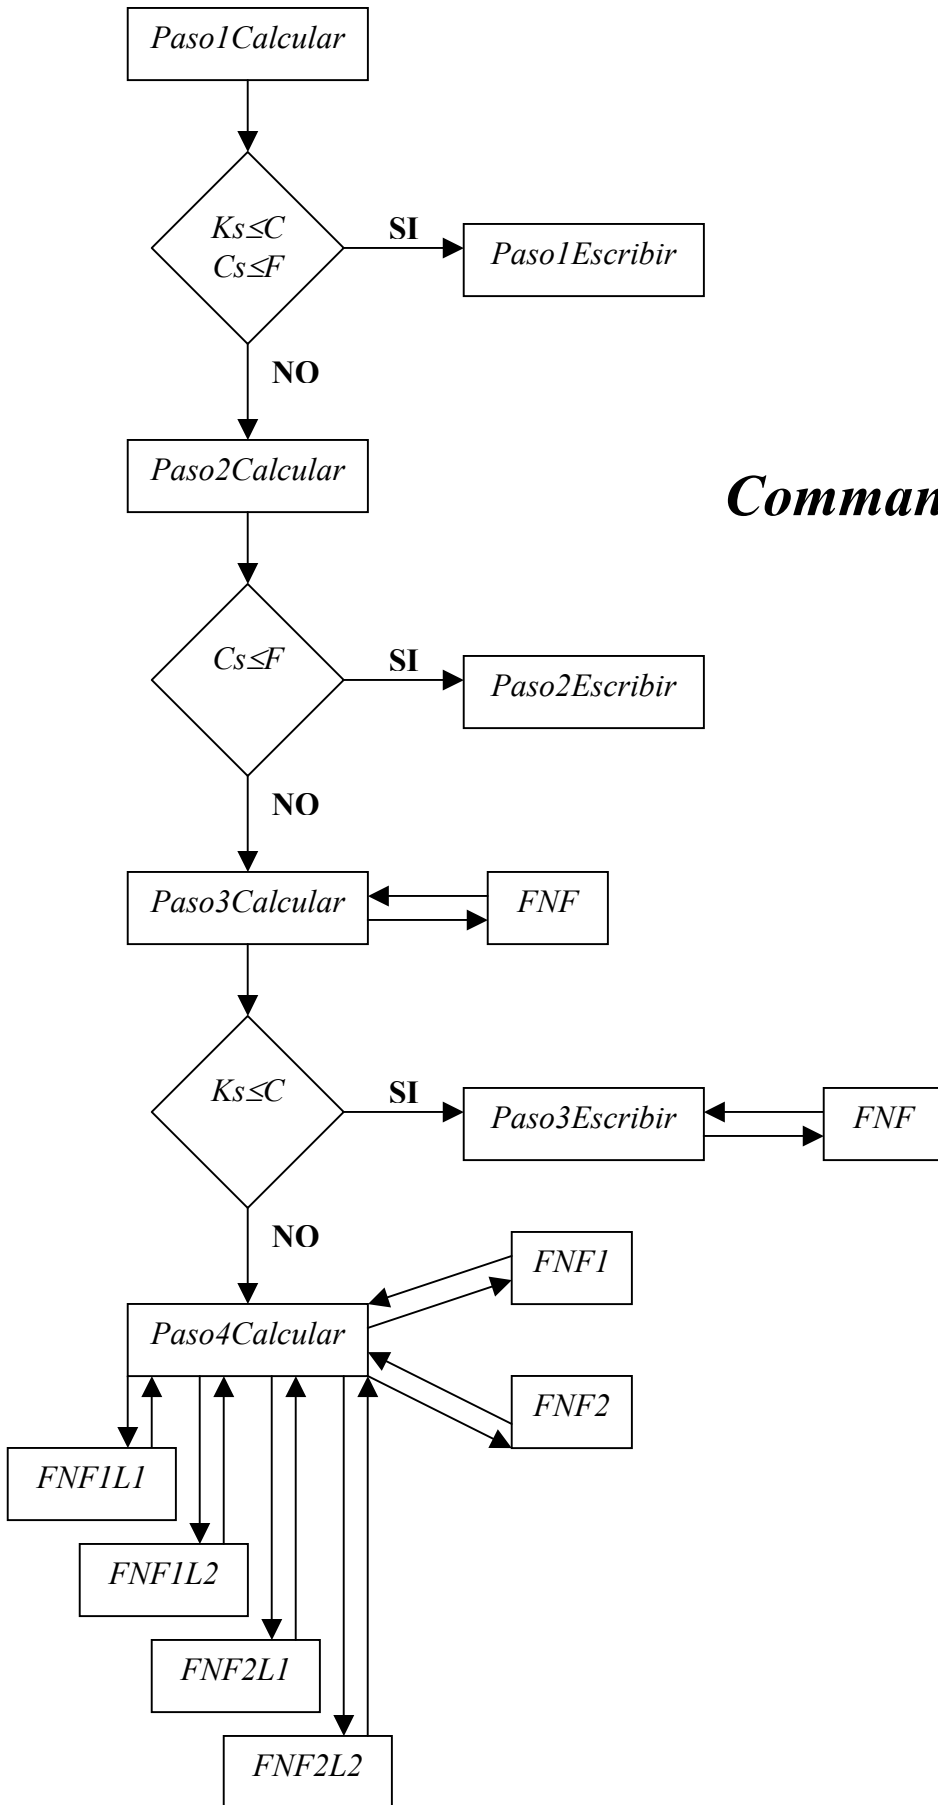 Paso1Calcular
Ks≤C
Cs≤F
SI
Paso1Escribir
NO
Paso2Calcular
Comman
Cs≤F
SI
Paso2Escribir
NO
Paso3Calcular
FNF
Ks≤C
SI
Paso3Escribir
FNF
NO
FNF1
Paso4Calcular
FNF2
FNF1L1
FNF1L2
FNF2L1
FNF2L2